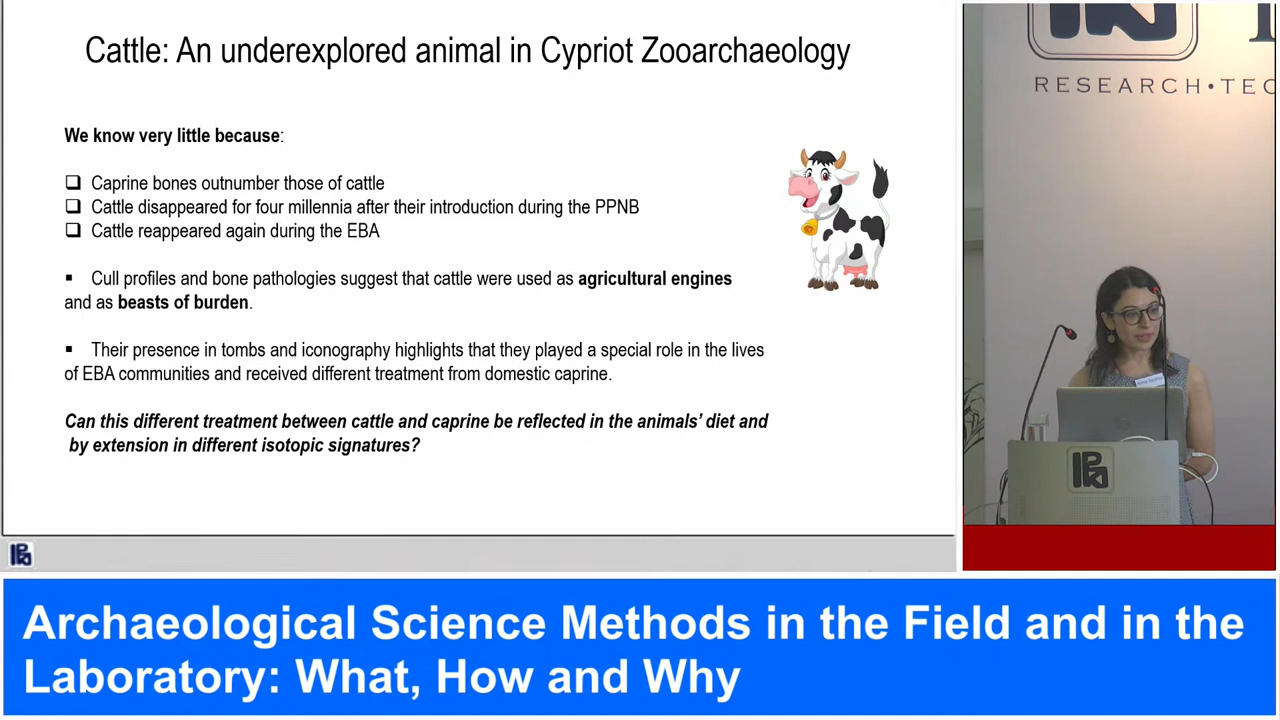 Cattle: An underexplored animal in Cypriot Zooarchaeology
We know very little because:
Caprine bones outnumber those of cattle
Cattle disappeared for four millennia after their introduction during the PPNB
Cattle reappeared again during the EBA
Cull profiles and bone pathologies suggest that cattle were used as agricultural engines
and as beasts of burden.
Their presence in tombs and iconography highlights that they played a special role in the lives
of EBA communities and received different treatment from domestic caprine.
Can this different treatment between cattle and caprine be reflected in the animals’ diet and
by extension in different isotopic signatures?
RESEARCH•TEC
Archaeological Science Methods in the Field and in the
Laboratory: What, How and Why